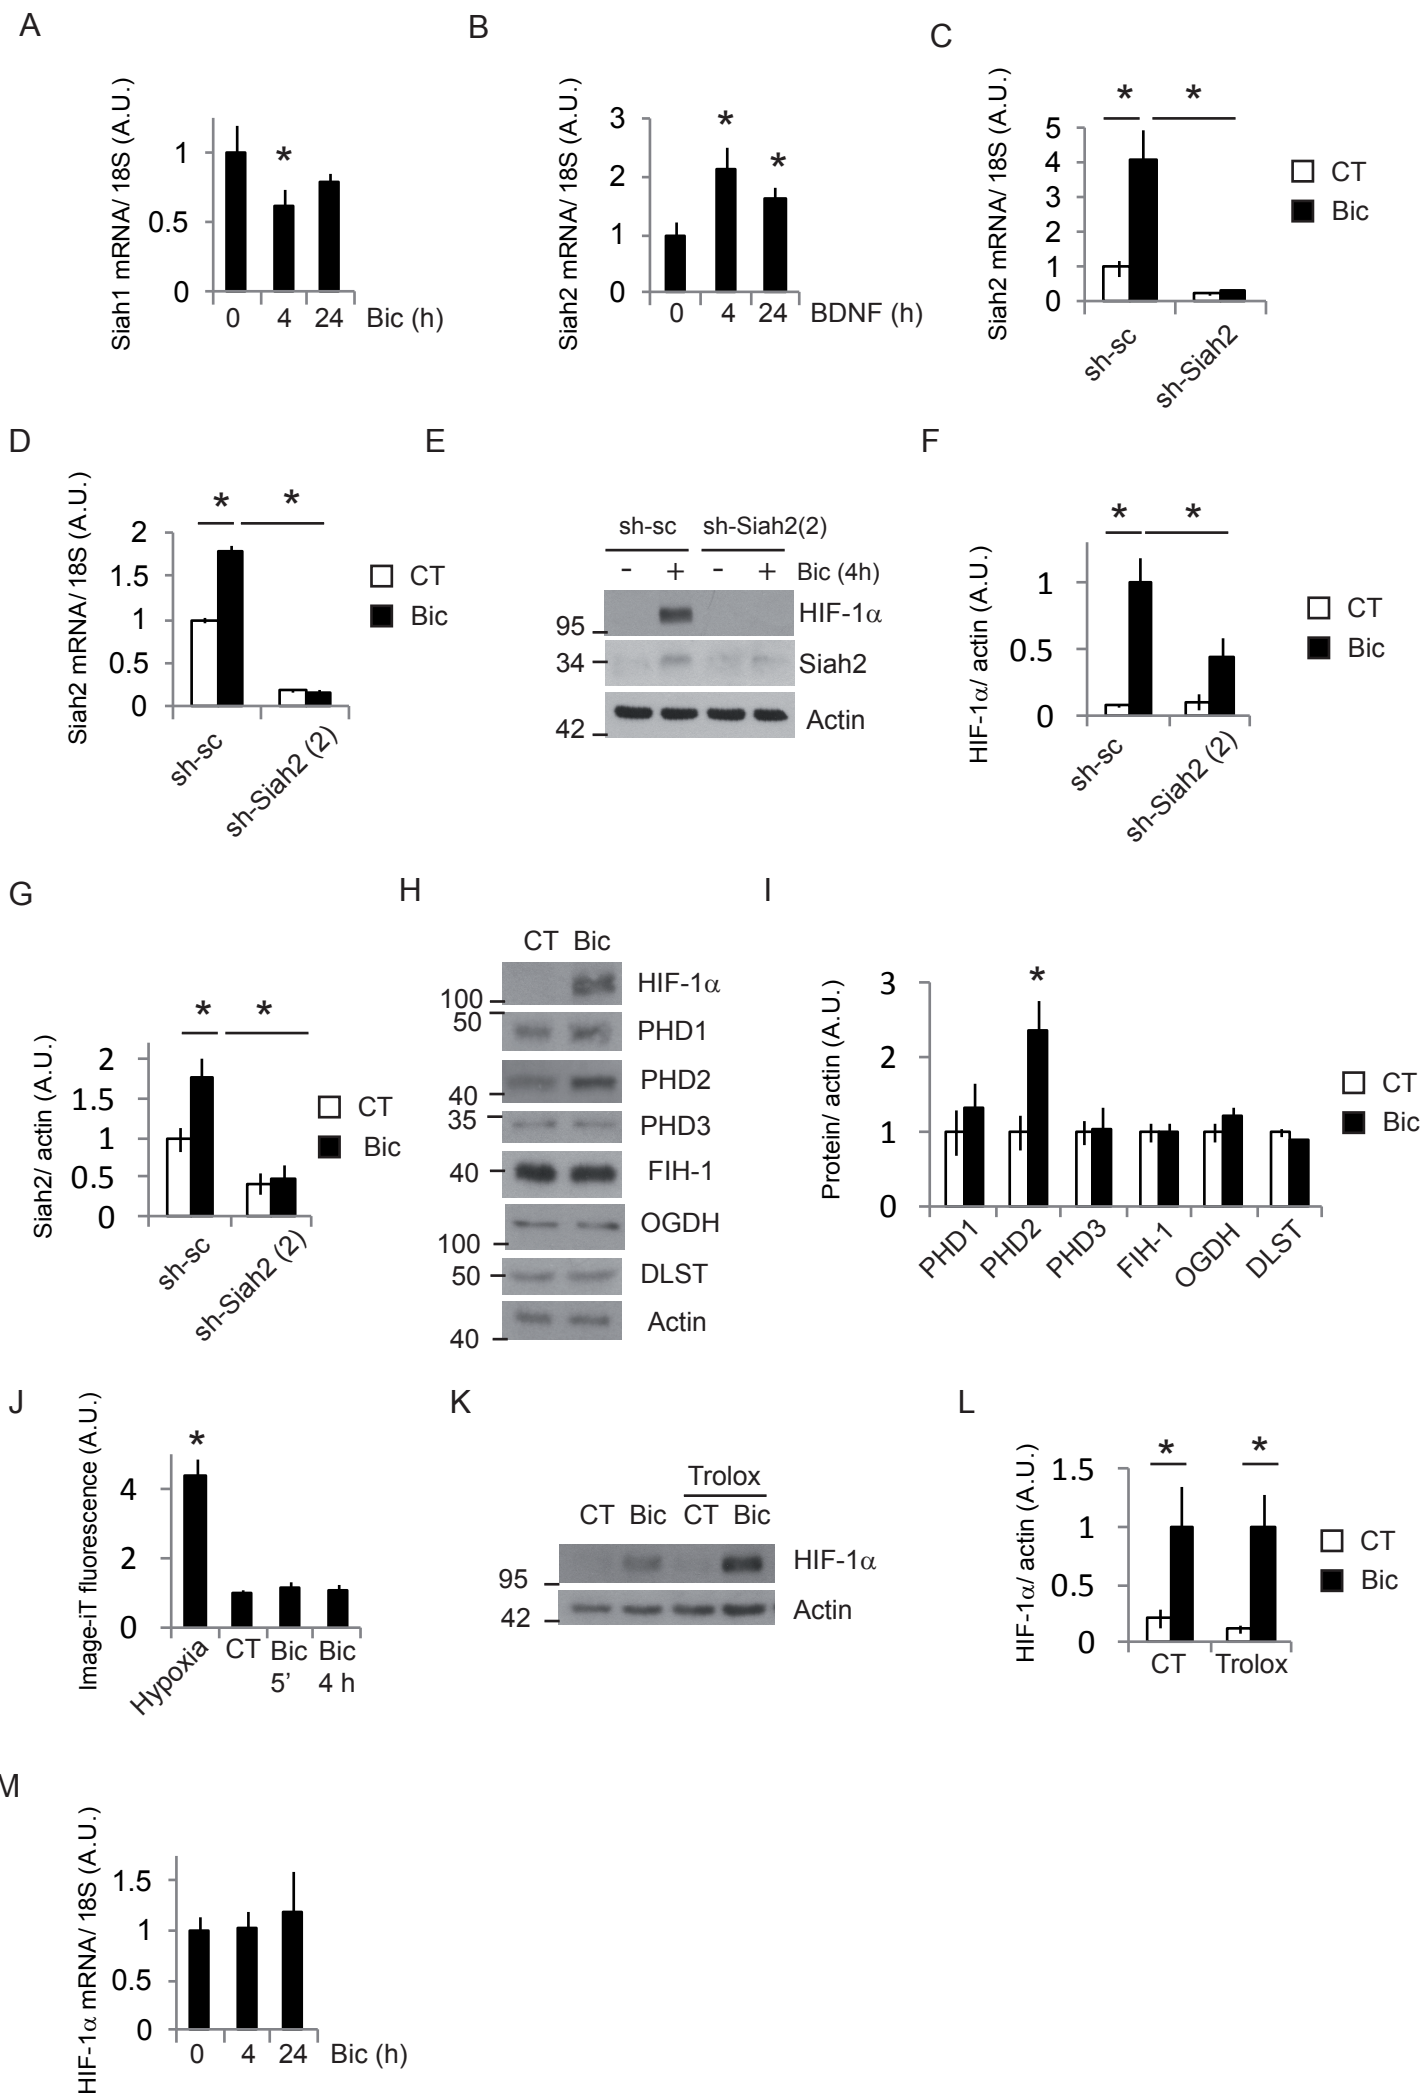 A
Siah1 mRNA/ 18S (A.U.)
1
0.5
0
0 4 24 Bic (h)
*
B
Siah2 mRNA/ 18S (A.U.)
3
2
1
0
0 4 24 BDNF (h)
* *
C
Siah2 mRNA/ 18S (A.U.)
5
4
3
2
1
0
* *
sh-sc sh-Siah2
CT
Bic
D
Siah2 mRNA/ 18S (A.U.)
2
1.5
1
0.5
0
* *
sh-sc sh-Siah2 (2)
CT
Bic
E
sh-sc sh-Siah2(2)
- + - + Bic (4h)
95 HIF-1α
34 Siah2
42 Actin
F
HIF-1α/ actin (A.U.)
1
0.5
0
* *
sh-sc sh-Siah2 (2)
CT
Bic
G
Siah2/ actin (A.U.)
2
1.5
1
0.5
0
* *
sh-sc sh-Siah2 (2)
CT
Bic
H
CT Bic
100 HIF-1α
50 PHD1
40 PHD2
35 PHD3
40 FIH-1
100 OGDH
50 DLST
40 Actin
I
Protein/ actin (A.U.)
3
2
1
0
*
PHD1 PHD2 PHD3 FIH-1 OGDH DLST
CT
Bic
J
Image-iT fluorescence (A.U.)
4
2
0
*
Hypoxia CT Bic 5’ Bic 4 h
K
Trolox
CT Bic CT Bic
95 HIF-1α
42 Actin
L
HIF-1α/ actin (A.U.)
1.5
1
0.5
0
* *
CT Trolox
CT
Bic
M
HIF-1α mRNA/ 18S (A.U.)
1.5
1
0.5
0
0 4 24 Bic (h)